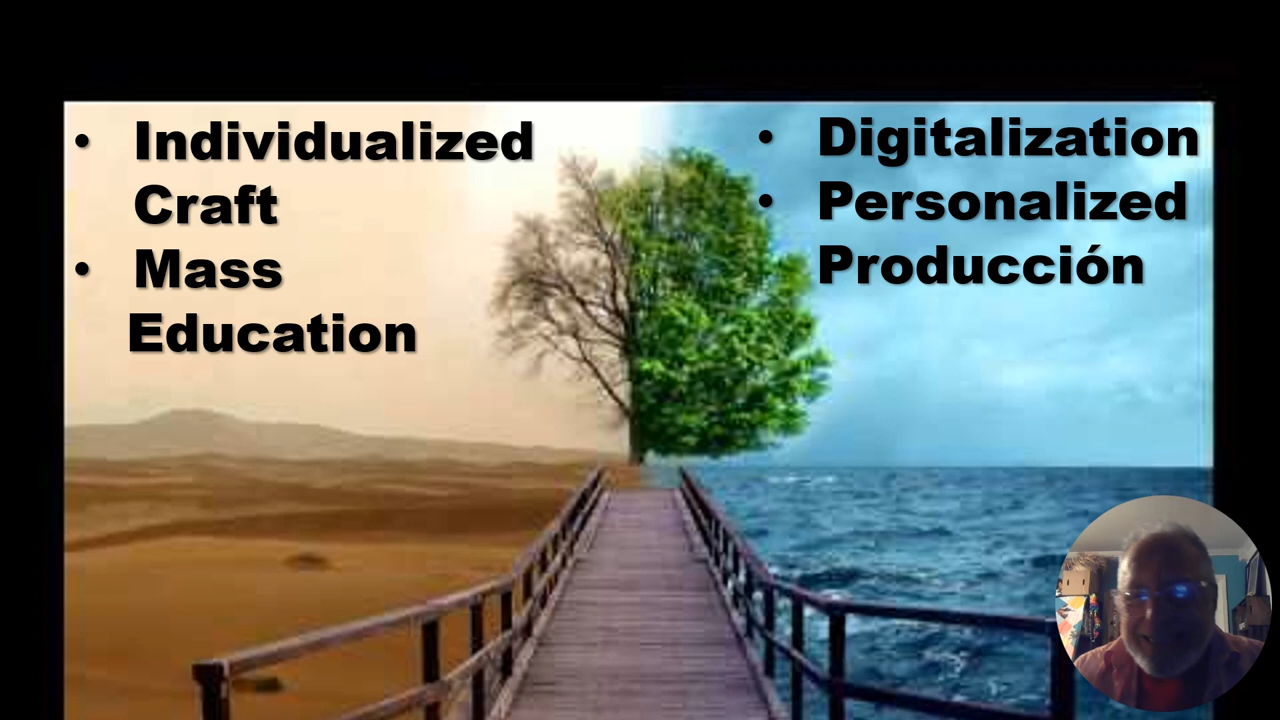 • Individualized
Craft
• Mass
Education
• Digitalization
• Personalized
Producción